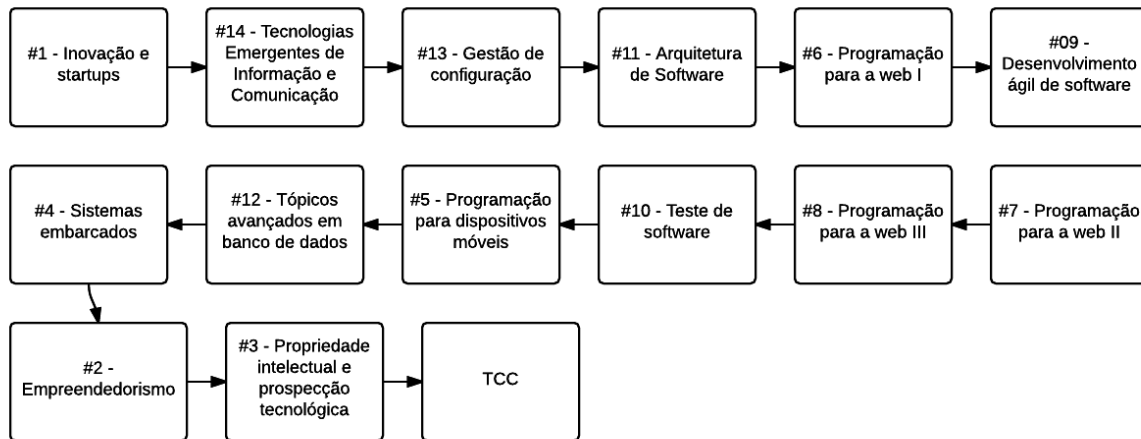 #1 - Inovação e
startups
#14 - Tecnologias
Emergentes de
Informação e
Comunicação
#13 - Gestão de
configuração
#11 - Arquitetura
de Software
#6 - Programação
para a web I
#09 -
Desenvolvimento
ágil de software
#4 - Sistemas
embarcados
#12 - Tópicos
avançados em
banco de dados
#5 - Programação
para dispositivos
móveis
#10 - Teste de
software
#8 - Programação
para a web III
#7 - Programação
para a web II
#2 -
Empreendedorismo
#3 - Propriedade
intelectual e
prospecção
tecnológica
TCC